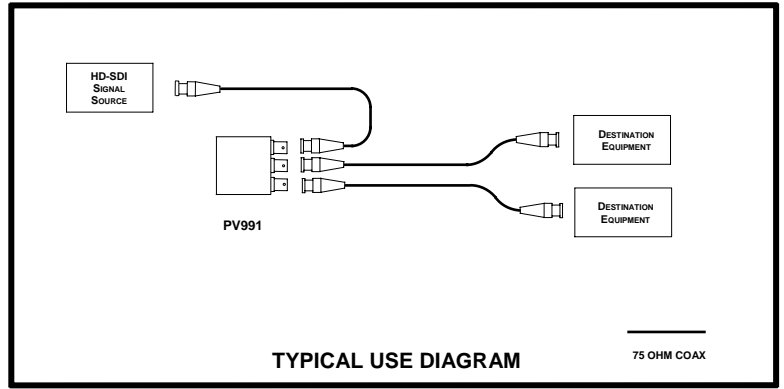 HD-SDI
SIGNAL
SOURCE
DESTINATION
EQUIPMENT
DESTINATION
EQUIPMENT
PV991
TYPICAL USE DIAGRAM
75 OHM COAX